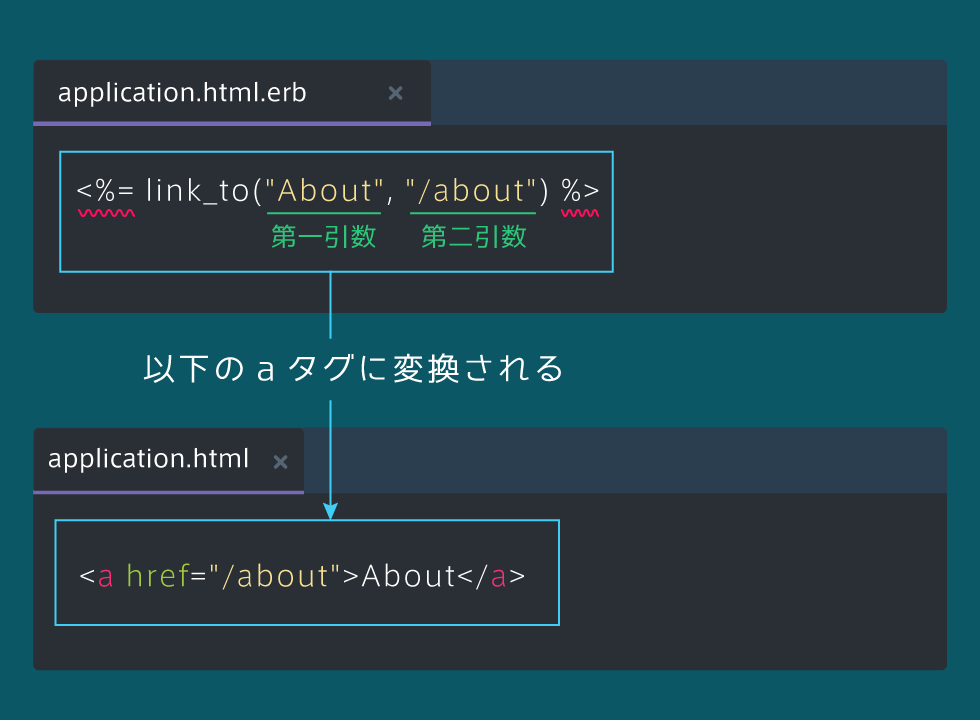 application.html.erb ×
<%= link_to("About", "/about") %>
第一引数 第二引数
以下の a タグに変換される
application.html ×
<a href="/about">About</a>